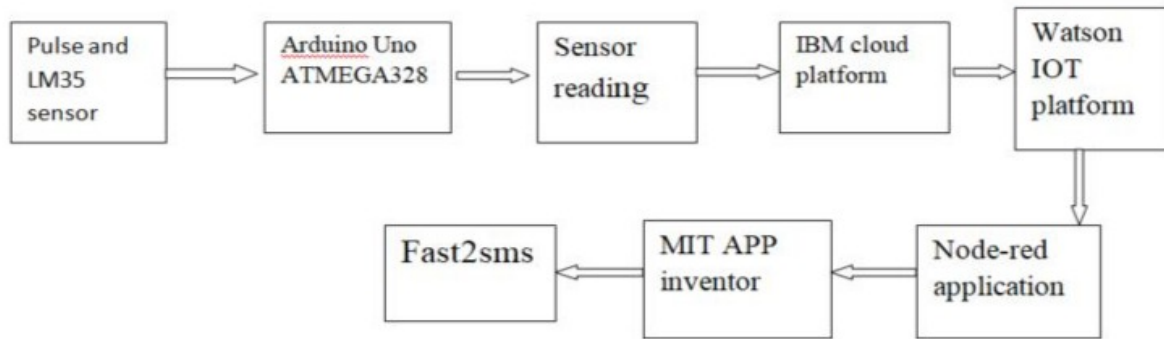 Pulse and
LM35
sensor
Arduino Uno
ATMEGA328
Sensor
reading
IBM cloud
platform
Watson
IOT
platform
Node-red
application
MIT APP
inventor
Fast2sms